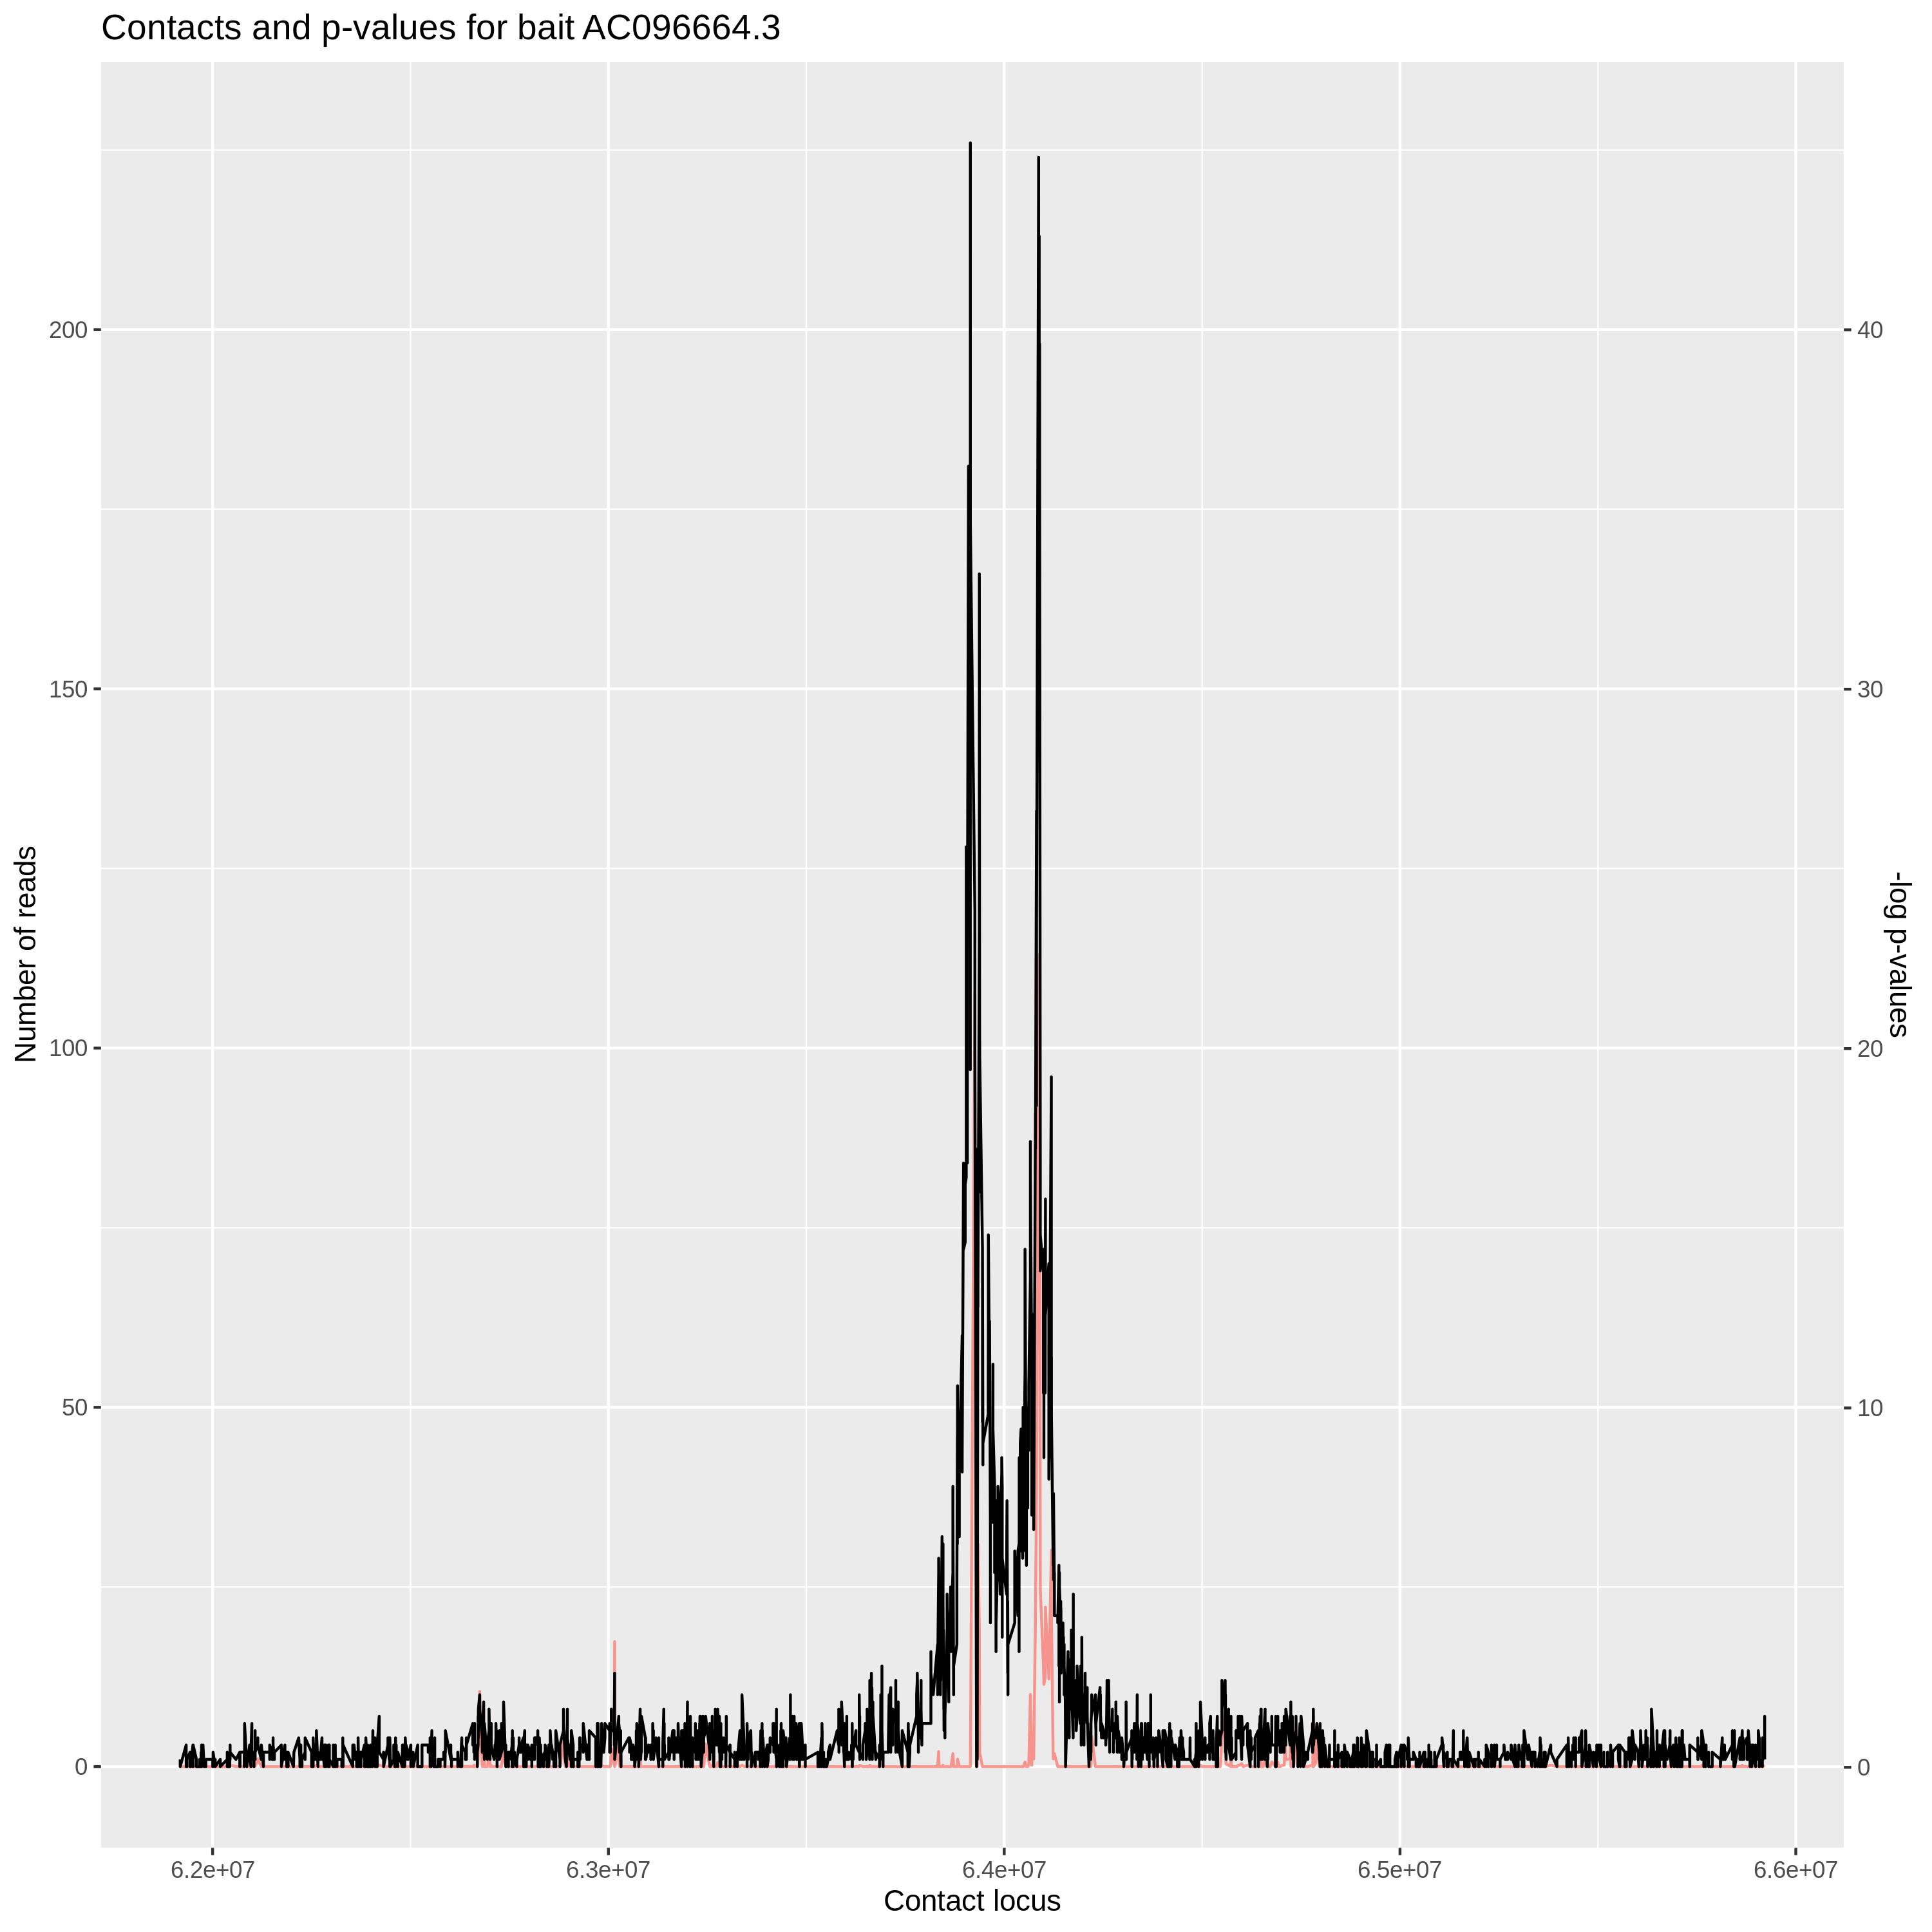 Contacts and p-values for bait AC096664.3
Number of reads
200
150
100
50
0
40
30
20
10
0
-log p-values
6.2e+07
6.3e+07
6.4e+07
6.5e+07
6.6e+07
Contact locus